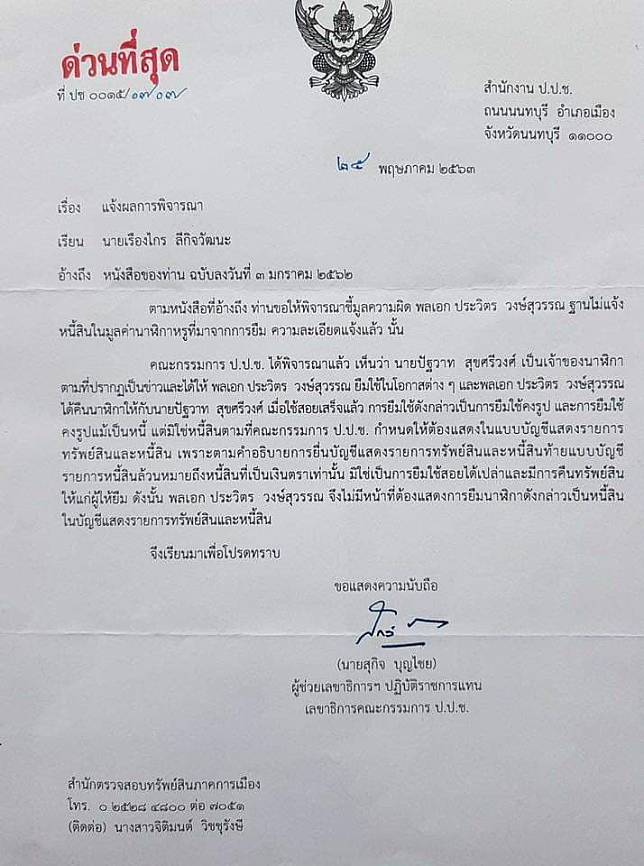 ด่วนที่สุด
ที่ ปช ๐๐๑๕/๐๗๐๗
สำนักงาน ป.ป.ช.
ถนนนนทบุรี อำเภอเมือง
จังหวัดนนทบุรี ๑๑๐๐๐
๒๕ พฤษภาคม ๒๕๖๓
เรื่อง แจ้งผลการพิจารณา
เรียน นายเรืองไกร ลีกิจวัฒนะ
อ้างถึง หนังสือของท่าน ฉบับลงวันที่ ๓ มกราคม ๒๕๖๒
ตามหนังสือที่อ้างถึง ท่านขอให้พิจารณาชี้มูลความผิด พลเอก ประวิตร วงษ์สุวรรณ ฐานไม่แจ้ง
หนี้สินในมูลค่านาฬิกาหรูที่มาจากการยืม ความละเอียดแจ้งแล้ว นั้น
คณะกรรมการ ป.ป.ช. ได้พิจารณาแล้ว เห็นว่า นายปัฐวาท สุขศรีวงศ์ เป็นเจ้าของนาฬิกา
ตามที่ปรากฏเป็นข่าวและได้ให้ พลเอก ประวิตร วงษ์สุวรรณ ยืมใช้ในโอกาสต่าง ๆ และพลเอก ประวิตร วงษ์สุวรรณ
ได้คืนนาฬิกาให้กับนายปัฐวาท สุขศรีวงศ์ เมื่อใช้สอยเสร็จแล้ว การยืมใช้ดังกล่าวเป็นการยืมใช้คงรูป และการยืมใช้
คงรูปแม้เป็นหนี้ แต่มิใช่หนี้สินตามที่คณะกรรมการ ป.ป.ช. กำหนดให้ต้องแสดงในแบบบัญชีแสดงรายการ
ทรัพย์สินและหนี้สิน เพราะตามคำอธิบายการยื่นบัญชีแสดงรายการทรัพย์สินและหนี้สินท้ายแบบบัญชี
รายการหนี้สินล้วนหมายถึงหนี้สินที่เป็นเงินตราเท่านั้น มิใช่เป็นการยืมใช้สอยได้เปล่าและมีการคืนทรัพย์สิน
ให้แก่ผู้ให้ยืม ดังนั้น พลเอก ประวิตร วงษ์สุวรรณ จึงไม่มีหน้าที่ต้องแสดงการยืมนาฬิกาดังกล่าวเป็นหนี้สิน
ในบัญชีแสดงรายการทรัพย์สินและหนี้สิน
จึงเรียนมาเพื่อโปรดทราบ
ขอแสดงความนับถือ
(นายสุกิจ บุญไชย)
ผู้ช่วยเลขาธิการฯ ปฏิบัติราชการแทน
เลขาธิการคณะกรรมการ ป.ป.ช.
สำนักตรวจสอบทรัพย์สินภาคการเมือง
โทร. ๐ ๒๕๒๘ ๔๘๐๐ ต่อ ๗๐๕๑
(ติดต่อ) นางสาวจิติมนต์ วิชชุรังษี